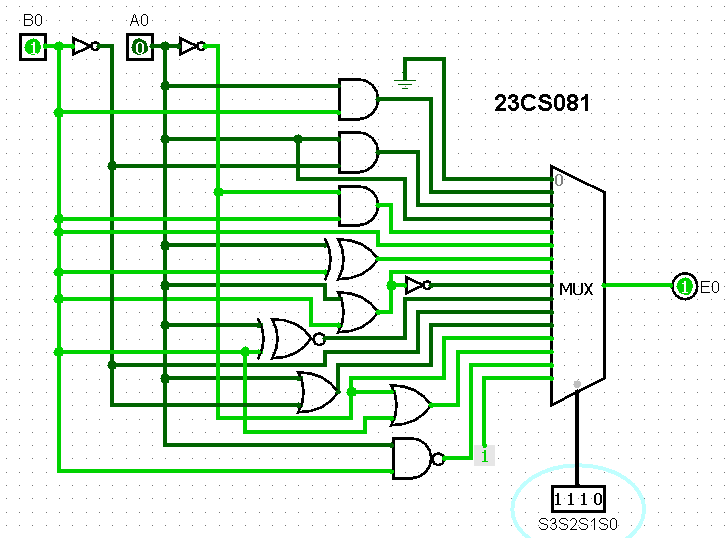 B0 A0
1 0
23CS081
0
MUX
1 E0
1
1 1 1 0
S3S2S1S0